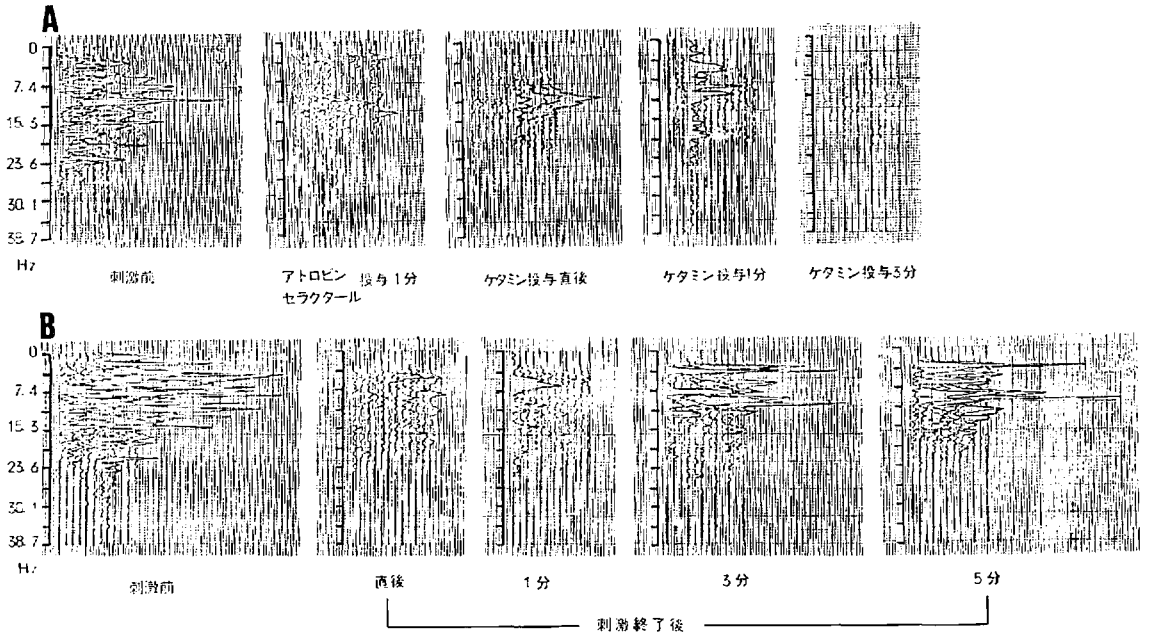 A
0
7.4
15.5
23.6
30.1
38.7
Hz
刺激前
アトロピン 投与1分
セラクタール
ケタミン投与直後
ケタミン投与1分
ケタミン投与3分
B
0
7.4
15.5
23.6
30.1
38.7
Hz
刺激前
直後
1分
3分
5分
刺激終了後